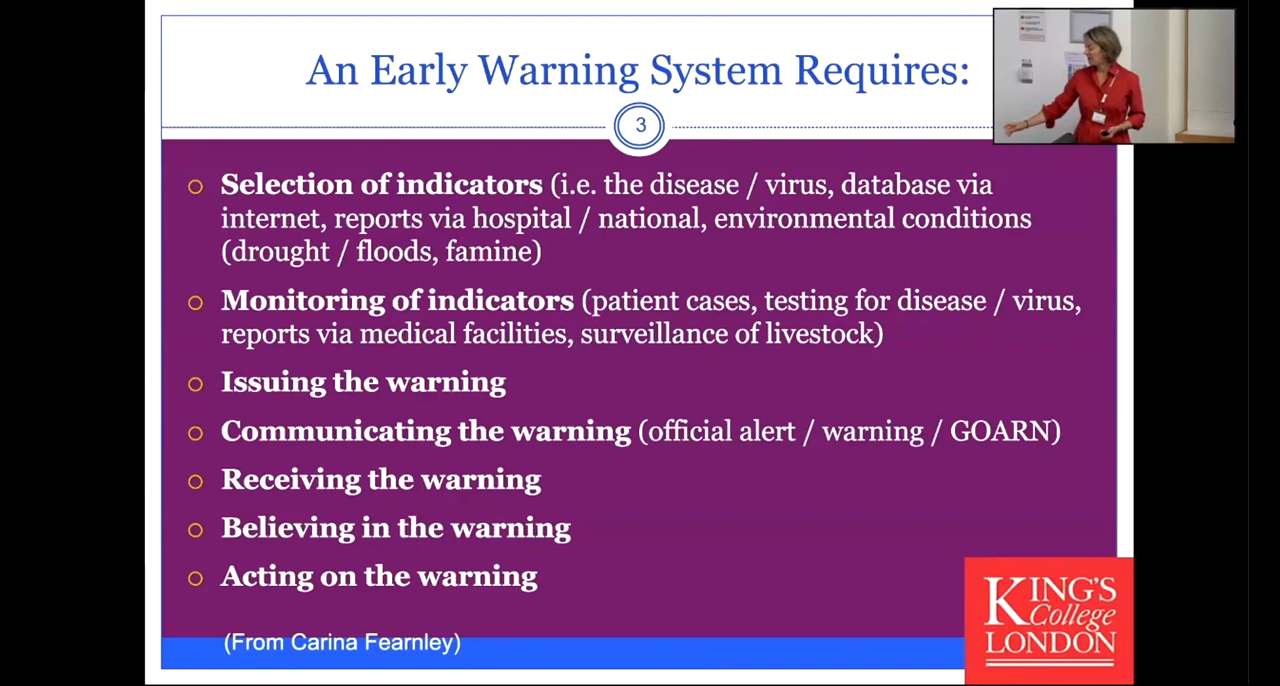 An Early Warning System Requires:
3
Selection of indicators (i.e. the disease / virus, database via
internet, reports via hospital / national, environmental conditions
(drought / floods, famine)
Monitoring of indicators (patient cases, testing for disease / virus,
reports via medical facilities, surveillance of livestock)
Issuing the warning
Communicating the warning (official alert / warning / GOARN)
Receiving the warning
Believing in the warning
Acting on the warning
(From Carina Fearnley)
KING'S
College
LONDON